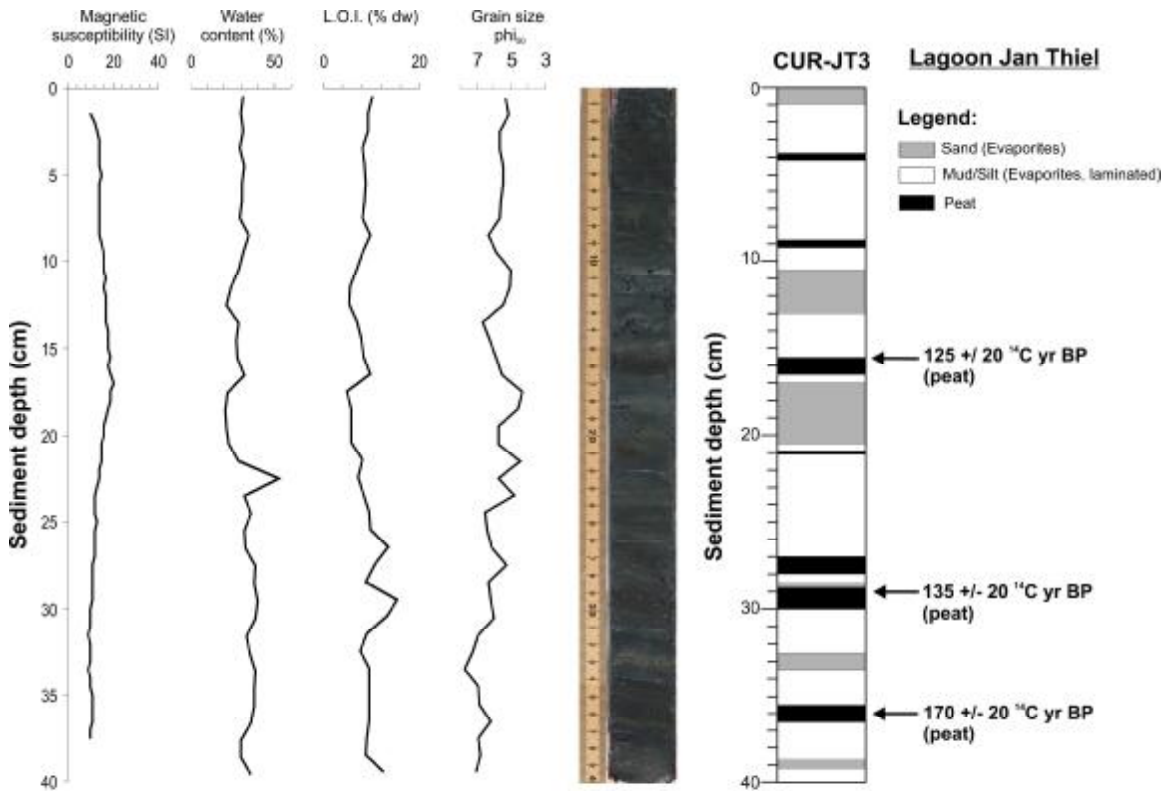 Magnetic
susceptibility (SI)
0 20 40
Water
content (%)
0 50
L.O.I. (% dw)
0 20
Grain size
phi₅₀
7 5 3
Sediment depth (cm)
0
5
10
15
20
25
30
35
40
10
20
30
CUR-JT3
Sediment depth (cm)
0
10
20
30
40
Lagoon Jan Thiel
Legend:
Sand (Evaporites)
Mud/Silt (Evaporites, laminated)
Peat
125 +/ 20 ¹⁴C yr BP
(peat)
135 +/- 20 ¹⁴C yr BP
(peat)
170 +/- 20 ¹⁴C yr BP
(peat)